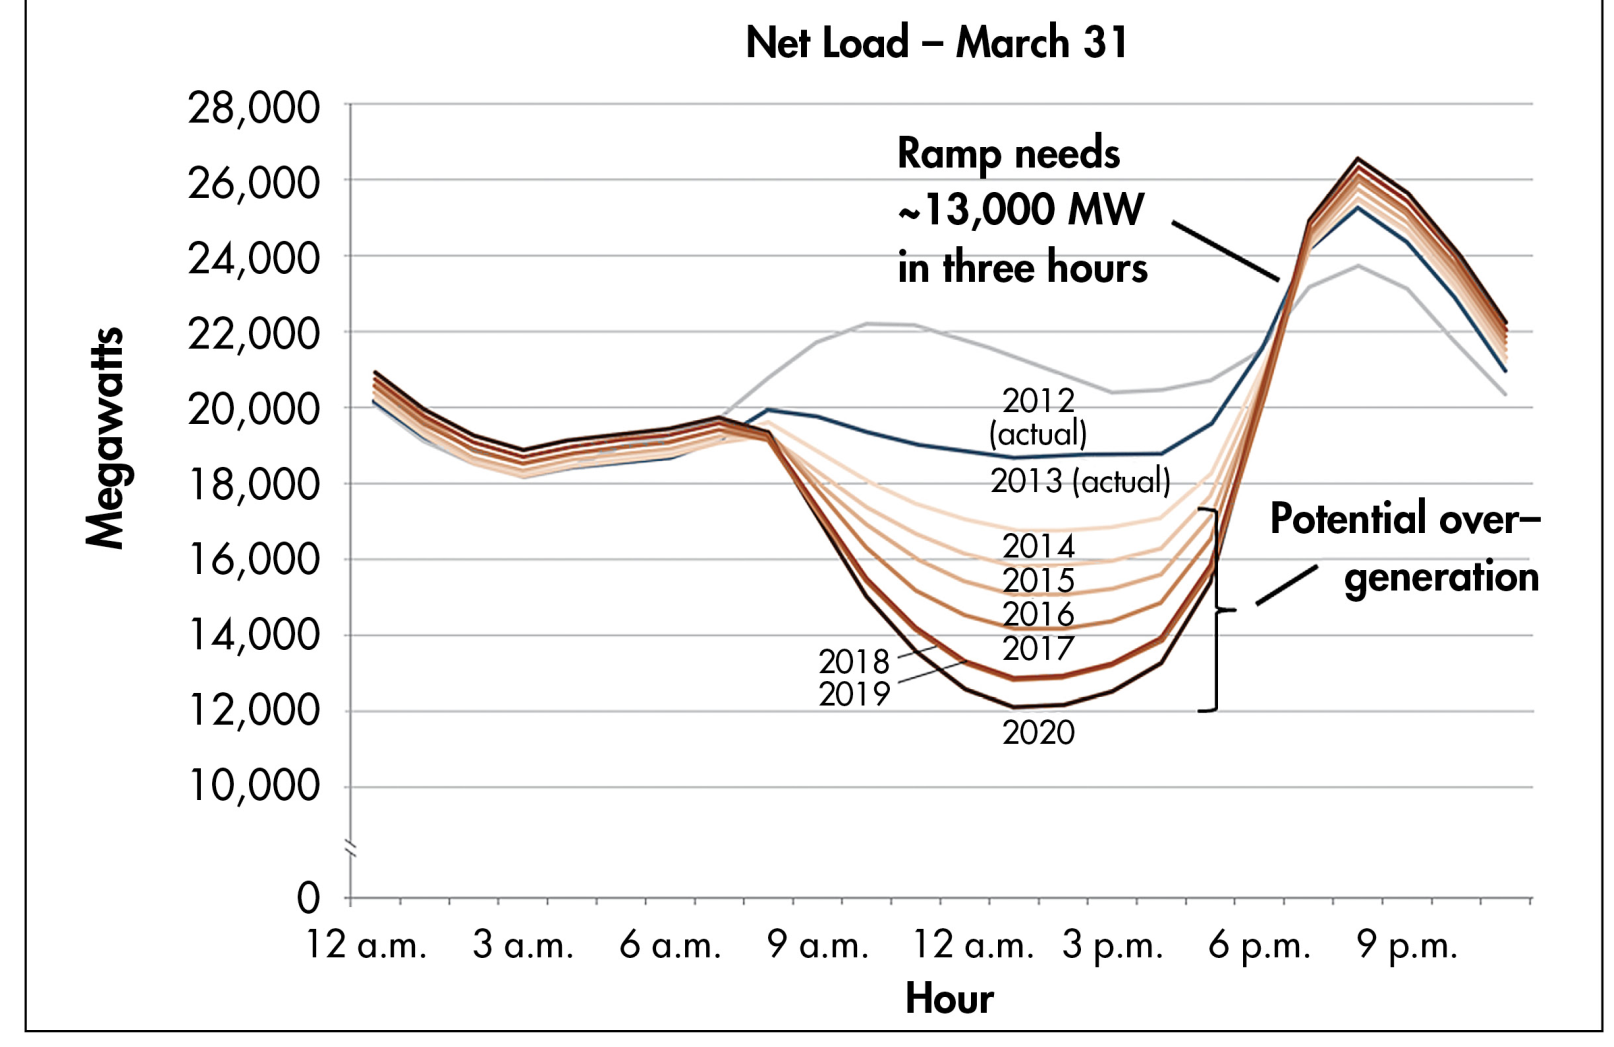 Net Load – March 31
28,000
26,000
24,000
22,000
20,000
18,000
16,000
14,000
12,000
10,000
0
Megawatts
Ramp needs
~13,000 MW
in three hours
2012
(actual)
2013 (actual)
2014
2015
2016
2017
2018
2019
2020
Potential over–
generation
12 a.m. 3 a.m. 6 a.m. 9 a.m. 12 a.m. 3 p.m. 6 p.m. 9 p.m.
Hour